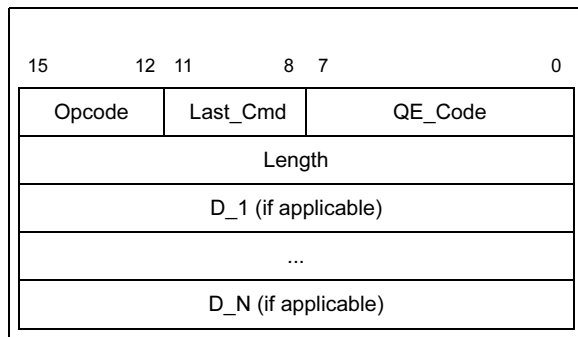 15 12 11 8 7 0
Opcode Last_Cmd QE_Code
Length
D_1 (if applicable)
...
D_N (if applicable)